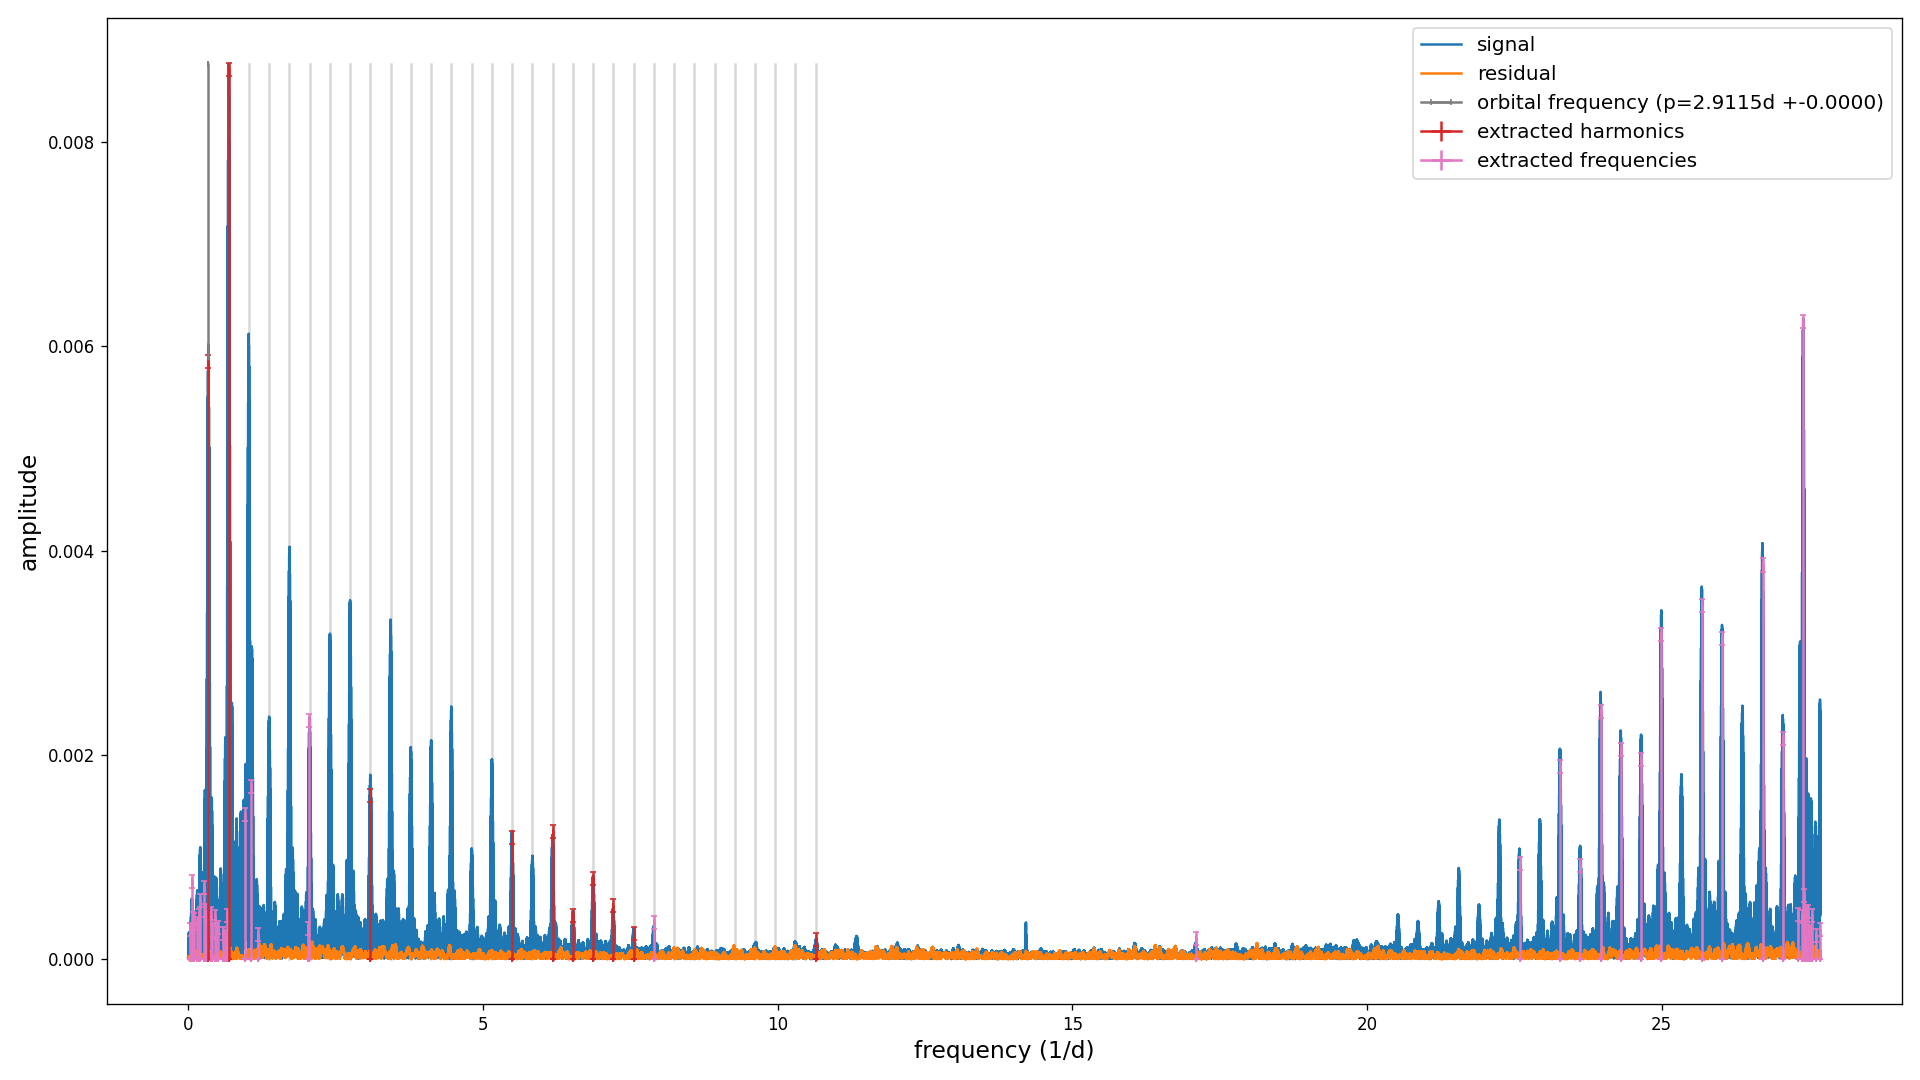 signal
residual
orbital frequency (p=2.9115d +-0.0000)
extracted harmonics
extracted frequencies
amplitude
0.008
0.006
0.004
0.002
0.000
0 5 10 15 20 25
frequency (1/d)